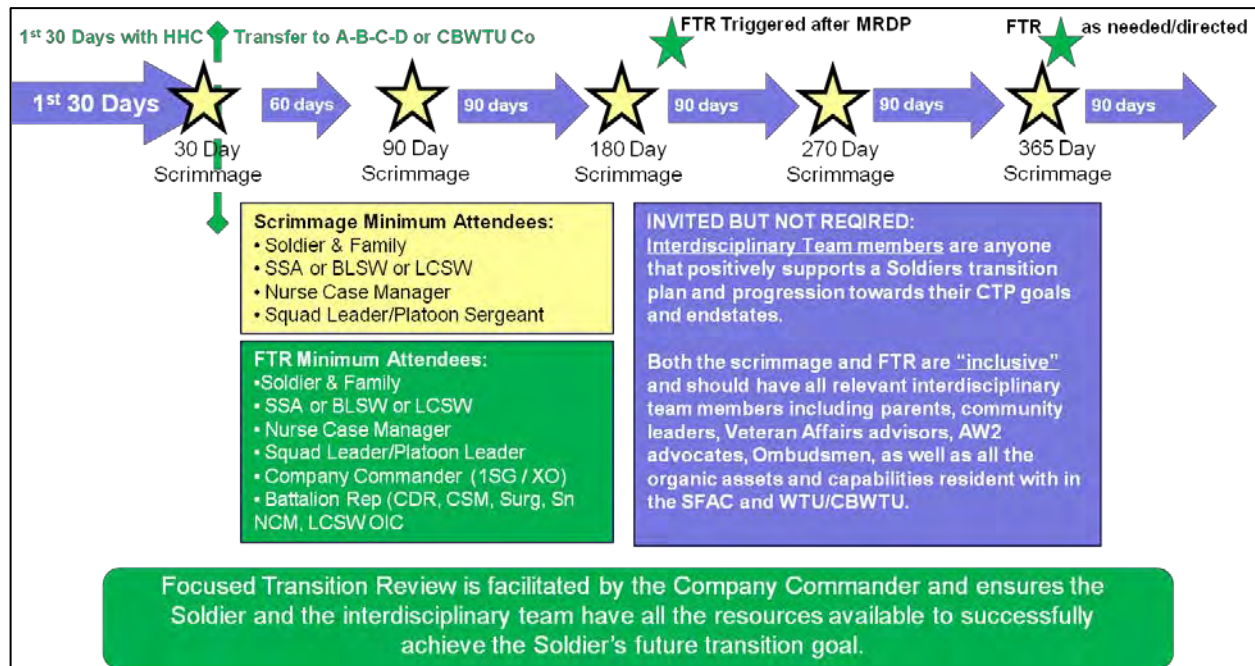 1st 30 Days with HHC
Transfer to A-B-C-D or CBWTU Co
FTR Triggered after MRDP
FTR as needed/directed
1st 30 Days
60 days
90 days
90 days
90 days
90 days
30 Day
Scrimmage
90 Day
Scrimmage
180 Day
Scrimmage
270 Day
Scrimmage
365 Day
Scrimmage
Scrimmage Minimum Attendees:
• Soldier & Family
• SSA or BLSW or LCSW
• Nurse Case Manager
• Squad Leader/Platoon Sergeant
FTR Minimum Attendees:
•Soldier & Family
• SSA or BLSW or LCSW
• Nurse Case Manager
• Squad Leader/Platoon Leader
• Company Commander (1SG / XO)
• Battalion Rep (CDR, CSM, Surg, Sn
NCM, LCSW OIC
INVITED BUT NOT REQIRED:
Interdisciplinary Team members are anyone
that positively supports a Soldiers transition
plan and progression towards their CTP goals
and endstates.
Both the scrimmage and FTR are “inclusive”
and should have all relevant interdisciplinary
team members including parents, community
leaders, Veteran Affairs advisors, AW2
advocates, Ombudsmen, as well as all the
organic assets and capabilities resident with in
the SFAC and WTU/CBWTU.
Focused Transition Review is facilitated by the Company Commander and ensures the
Soldier and the interdisciplinary team have all the resources available to successfully
achieve the Soldier’s future transition goal.